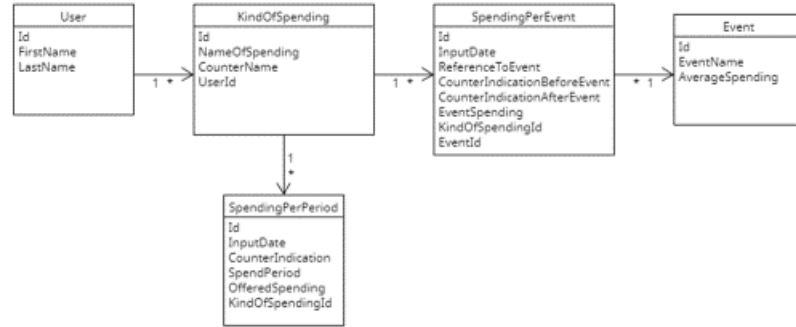 User
Id
FirstName
LastName
1 *
KindOfSpending
Id
NameOfSpending
CounterName
UserId
1 *
SpendingPerEvent
Id
InputDate
ReferenceToEvent
CounterIndicationBeforeEvent
CounterIndicationAfterEvent
EventSpending
KindOfSpendingId
EventId
* 1
Event
Id
EventName
AverageSpending
1
*
SpendingPerPeriod
Id
InputDate
CounterIndication
SpendPeriod
OfferedSpending
KindOfSpendingId